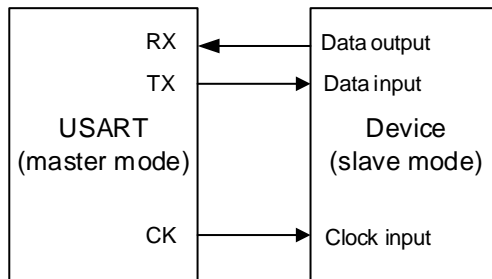 RX
TX
USART
(master mode)
CK
Data output
Data input
Device
(slave mode)
Clock input